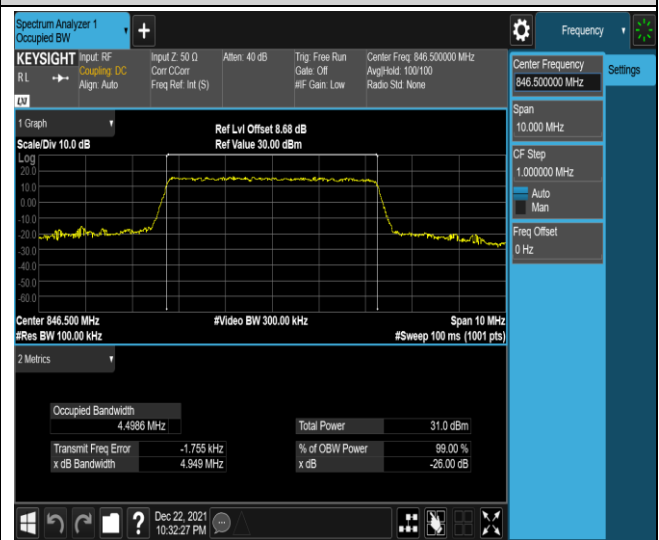 Spectrum Analyzer 1
Occupied BW
Frequency
KEYSIGHT
R L
LXI
Input: RF
Coupling: DC
Align: Auto
Input Z: 50 Ω
Corr CCorr
Freq Ref: Int (S)
Atten: 40 dB
Trig: Free Run
Gate: Off
#IF Gain: Low
Center Freq: 846.500000 MHz
Avg|Hold: 100/100
Radio Std: None
1 Graph
Scale/Div 10.0 dB
Ref Lvl Offset 8.68 dB
Ref Value 30.00 dBm
Log
20.0
10.0
0.00
-10.0
-20.0
-30.0
-40.0
-50.0
-60.0
Center 846.500 MHz
#Res BW 100.00 kHz
#Video BW 300.00 kHz
Span 10 MHz
#Sweep 100 ms (1001 pts)
2 Metrics
Occupied Bandwidth
4.4986 MHz
Transmit Freq Error -1.755 kHz
x dB Bandwidth 4.949 MHz
Total Power 31.0 dBm
% of OBW Power 99.00 %
x dB -26.00 dB
Dec 22, 2021
10:32:27 PM
Center Frequency
846.500000 MHz
Span
10.000 MHz
CF Step
1.000000 MHz
Auto
Man
Freq Offset
0 Hz
Settings